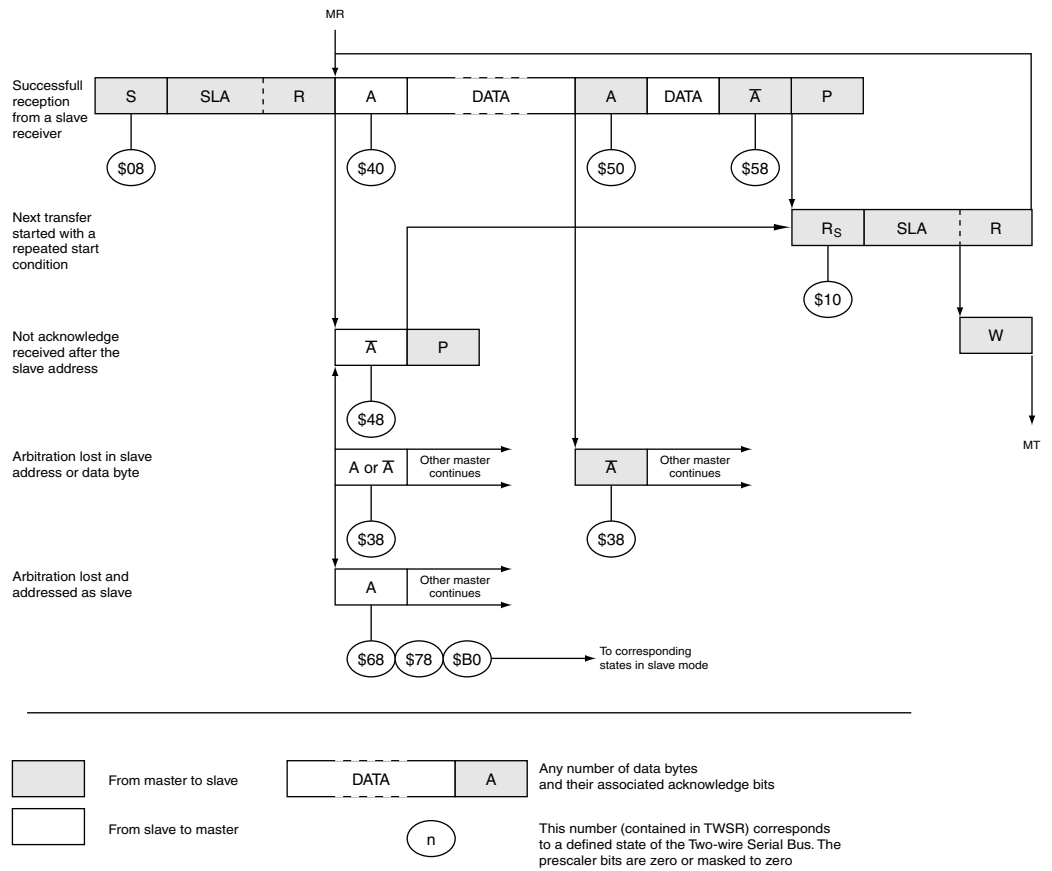 MR
Successfull
reception
from a slave
receiver
S SLA R A DATA A DATA A̅ P
$08 $40 $50 $58
Next transfer
started with a
repeated start
condition
RS SLA R
$10
Not acknowledge
received after the
slave address
A̅ P
W
$48
MT
Arbitration lost in slave
address or data byte
A or A̅
Other master
continues
A̅
Other master
continues
$38 $38
Arbitration lost and
addressed as slave
A
Other master
continues
$68 $78 $B0
To corresponding
states in slave mode
From master to slave
DATA A
Any number of data bytes
and their associated acknowledge bits
From slave to master
n
This number (contained in TWSR) corresponds
to a defined state of the Two-wire Serial Bus. The
prescaler bits are zero or masked to zero